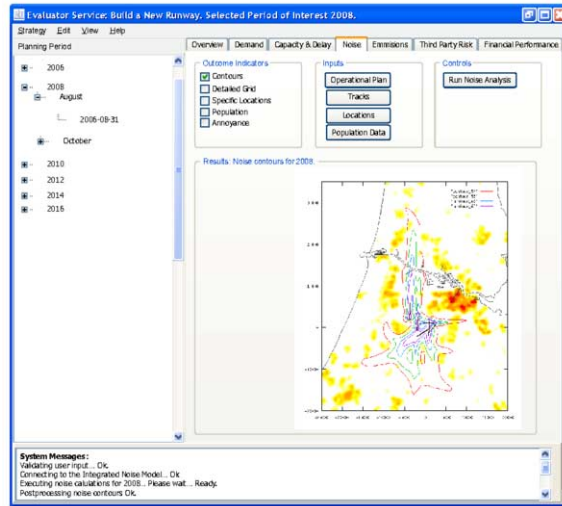 Evaluator Service: Build a New Runway. Selected Period of Interest 2008.
Strategy Edit View Help
Planning Period
Overview Demand Capacity & Delay Noise Emmisions Third Party Risk Financial Performance
2006
2008
August
2006-08-31
October
2010
2012
2014
2016
Outcome Indicators
Contours
Detailed Grid
Specific Locations
Population
Annoyance
Inputs
Operational Plan
Tracks
Locations
Population Data
Controls
Run Noise Analysis
Results: Noise contours for 2008.
System Messages:
Validating user input... Ok.
Connecting to the Integrated Noise Model... Ok
Executing noise calulations for 2008... Please wait... Ready.
Postprocessing noise contours Ok.